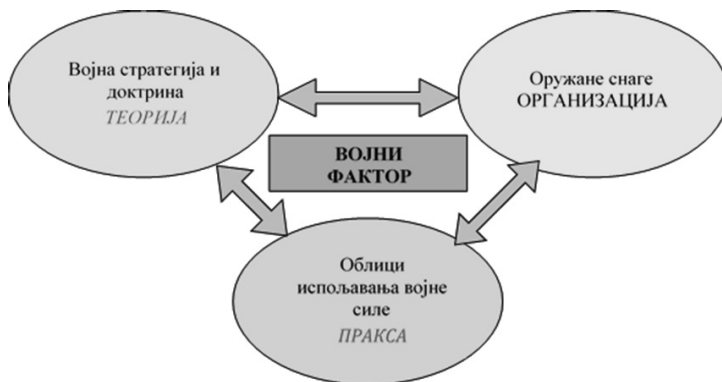 Војна стратегија и
доктрина
ТЕОРИЈА
Оружане снаге
ОРГАНИЗАЦИЈА
ВОЈНИ
ФАКТОР
Облици
испољавања војне
силе
ПРАКСА